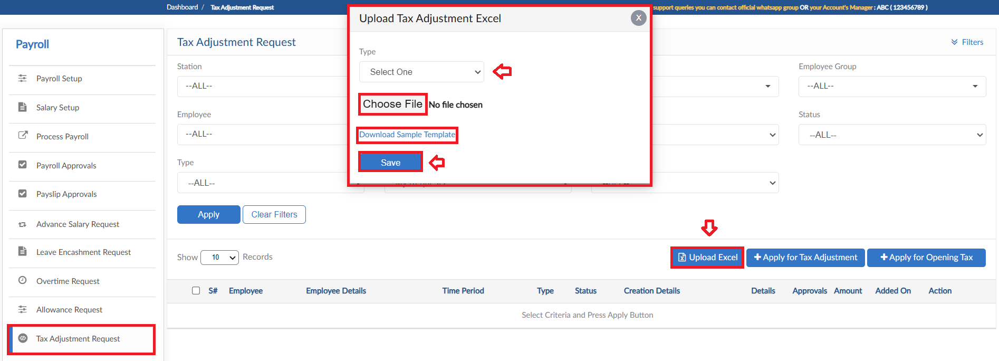 Dashboard / Tax Adjustment Request
support queries you can contact official whatsapp group OR your Account's Manager : ABC ( 123456789 )
Payroll
Payroll Setup
Salary Setup
Process Payroll
Payroll Approvals
Payslip Approvals
Advance Salary Request
Leave Encashment Request
Overtime Request
Allowance Request
Tax Adjustment Request
Tax Adjustment Request
Filters
Station
--ALL--
Employee Group
--ALL--
Employee
--ALL--
Status
--ALL--
Type
--ALL--
Apply
Clear Filters
Upload Tax Adjustment Excel
X
Type
Select One
Choose File No file chosen
Download Sample Template
Save
Show 10 Records
Upload Excel
Apply for Tax Adjustment
Apply for Opening Tax
S# Employee Employee Details Time Period Type Status Creation Details Details Approvals Amount Added On Action
Select Criteria and Press Apply Button